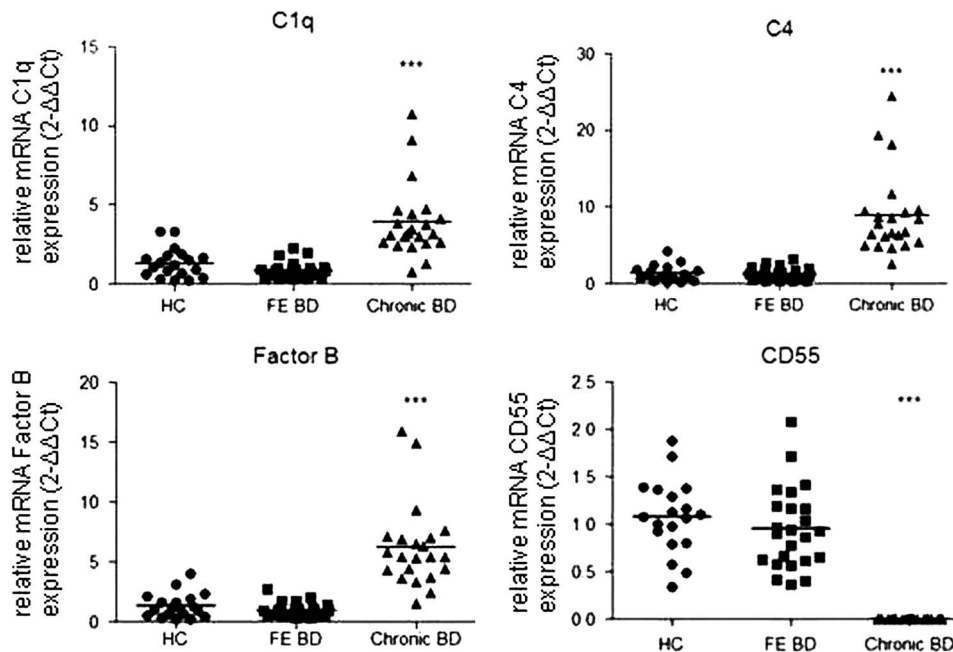 C1q
relative mRNA C1q
expression (2-ΔΔCt)
15
10
5
0
***
HC
FE BD
Chronic BD
C4
relative mRNA C4
expression (2-ΔΔCt)
30
20
10
0
***
HC
FE BD
Chronic BD
Factor B
relative mRNA Factor B
expression (2-ΔΔCt)
20
15
10
5
0
***
HC
FE BD
Chronic BD
CD55
relative mRNA CD55
expression (2-ΔΔCt)
2.5
2.0
1.5
1.0
0.5
0.0
***
HC
FE BD
Chronic BD